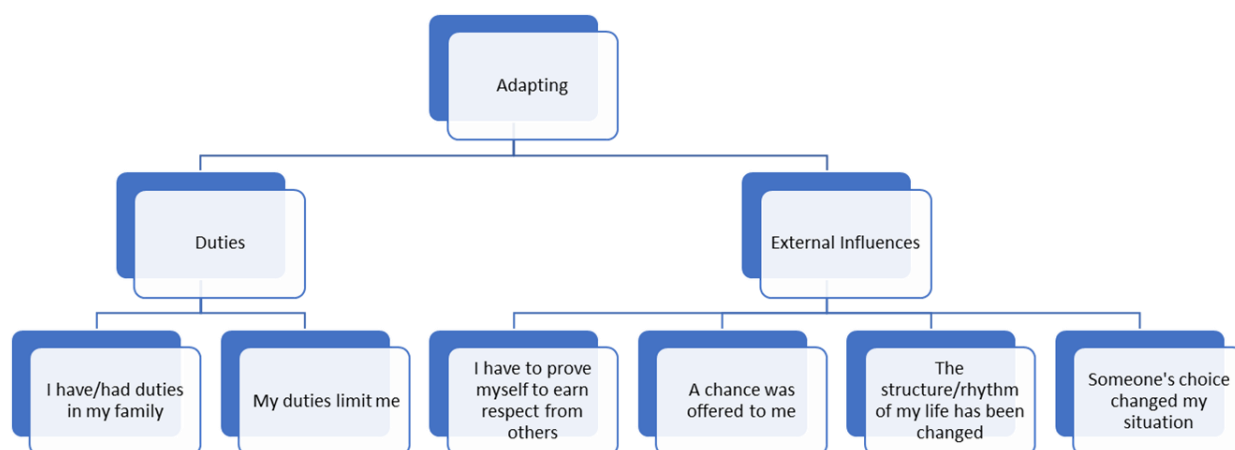 Adapting
Duties
External Influences
I have/had duties
in my family
My duties limit me
I have to prove
myself to earn
respect from
others
A chance was
offered to me
The
structure/rhythm
of my life has been
changed
Someone's choice
changed my
situation